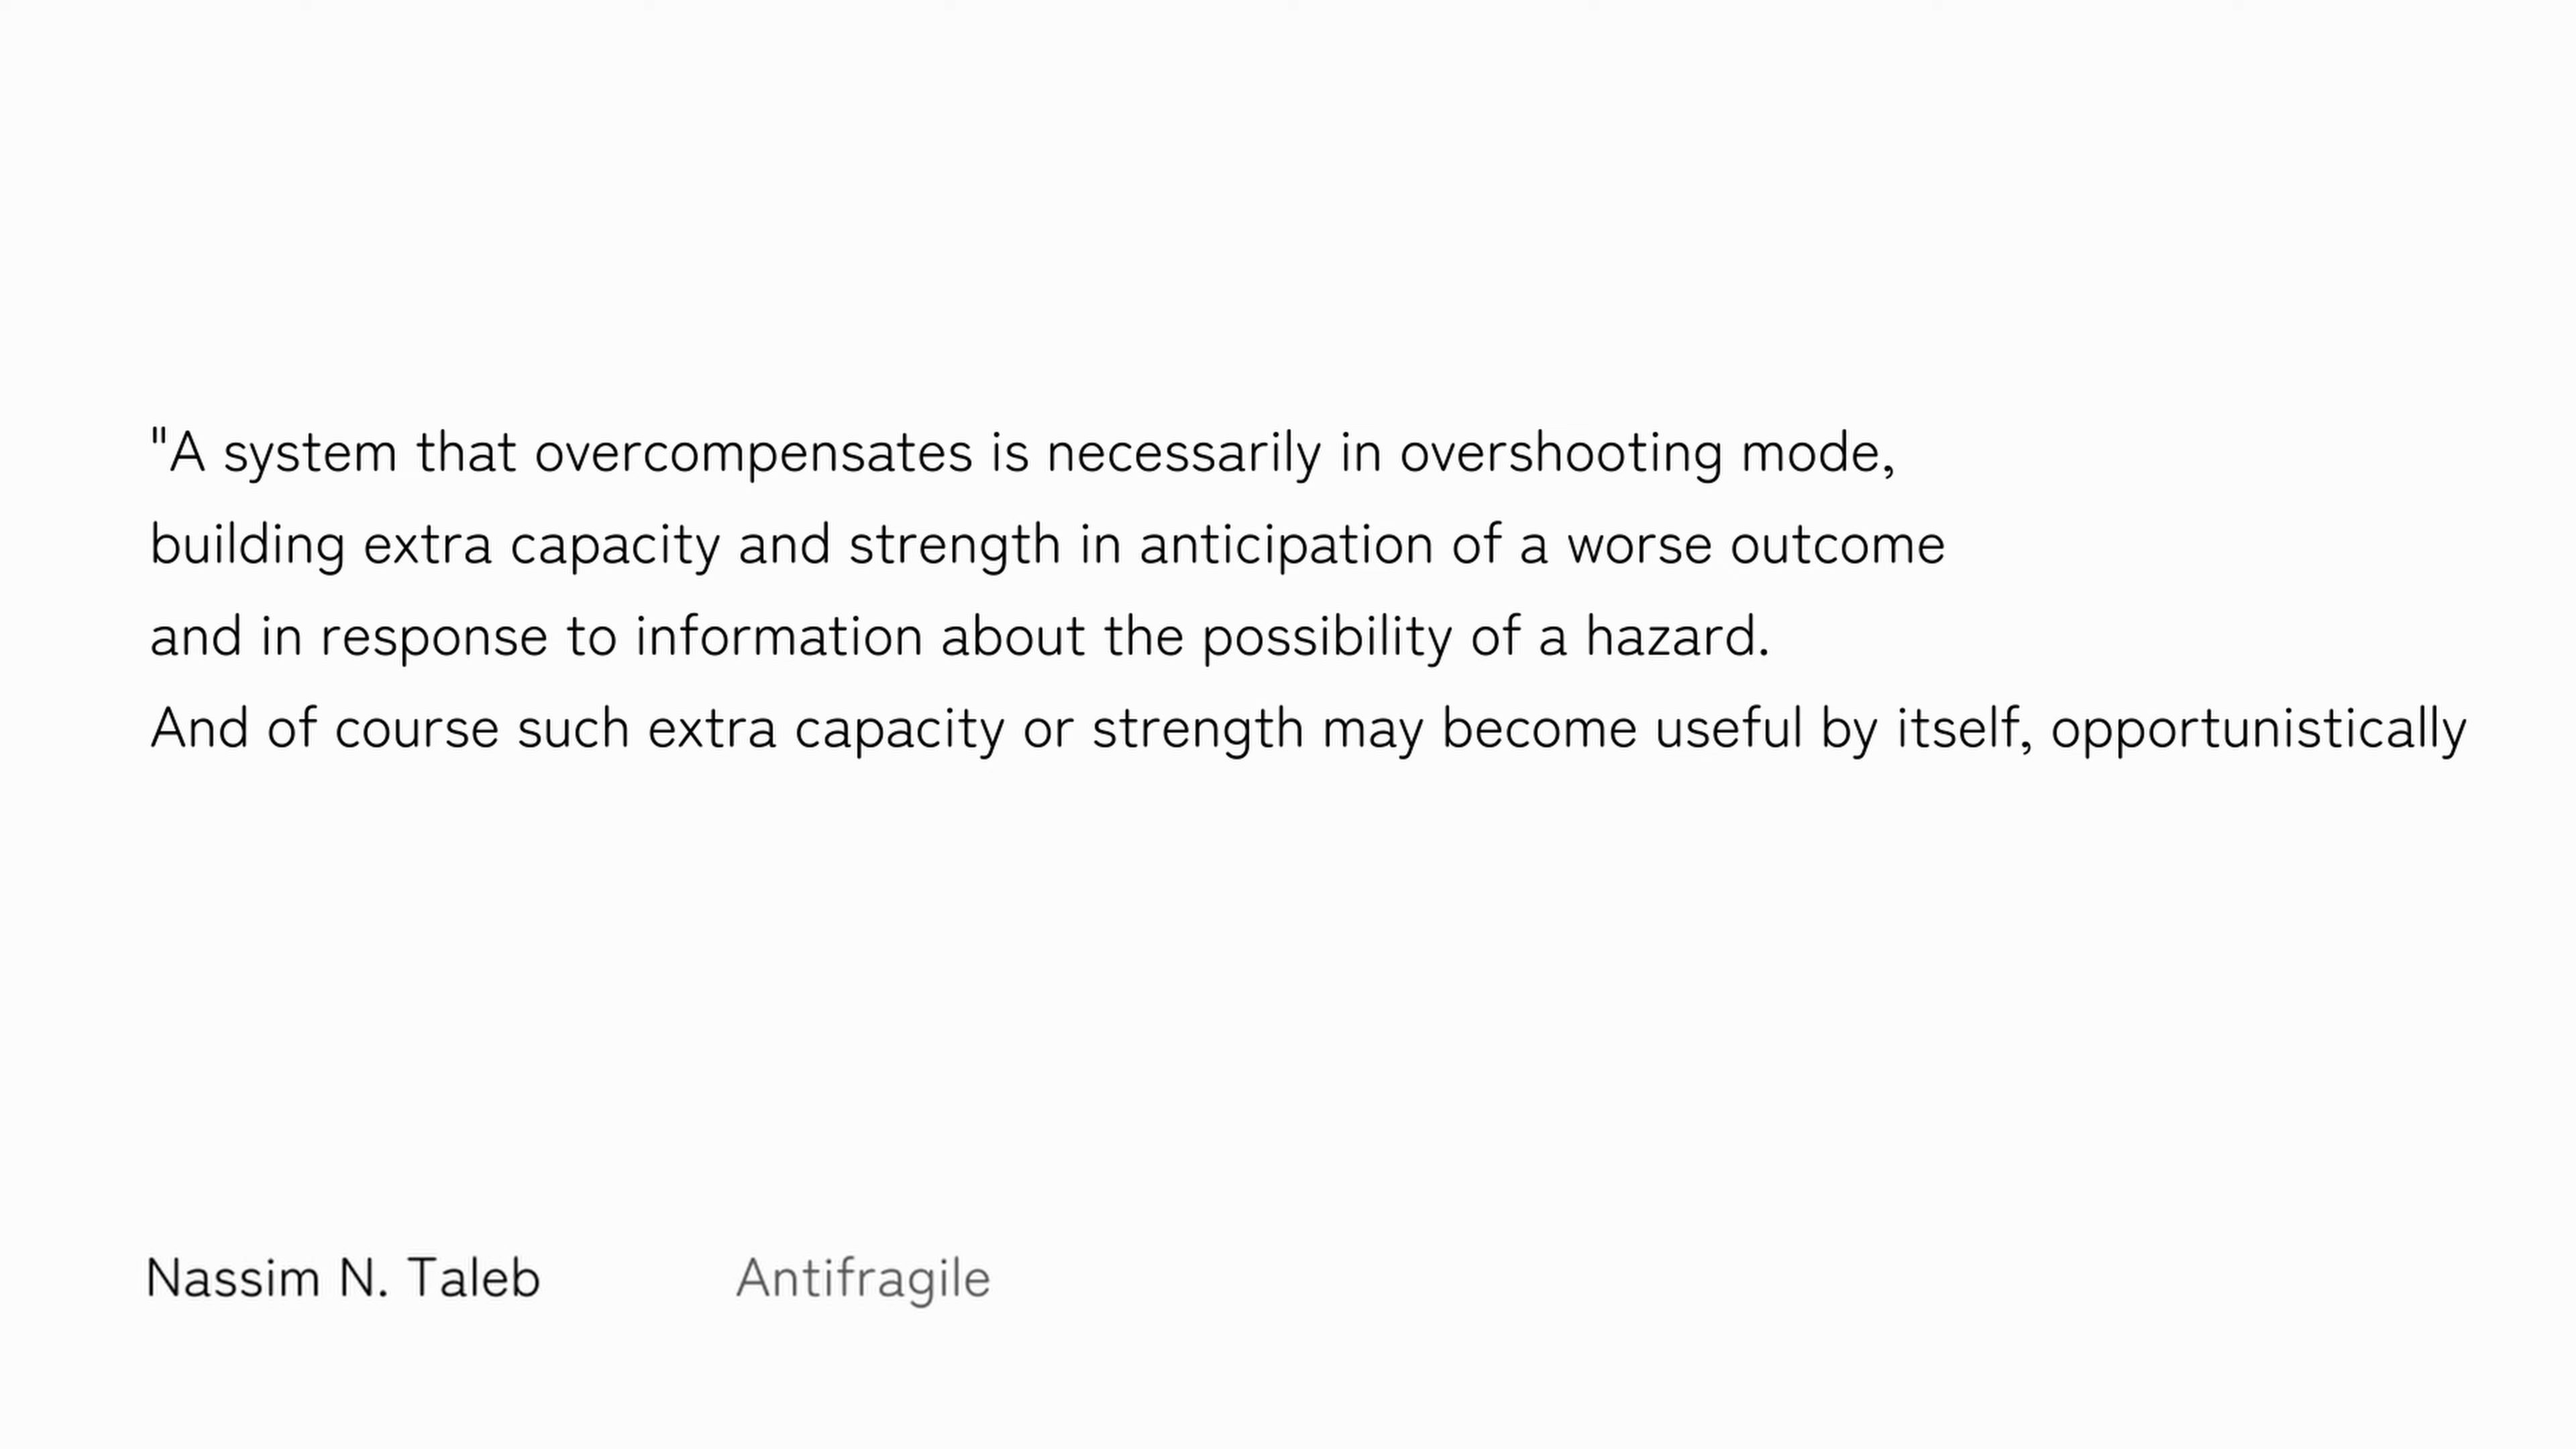 "A system that overcompensates is necessarily in overshooting mode,
building extra capacity and strength in anticipation of a worse outcome
and in response to information about the possibility of a hazard.
And of course such extra capacity or strength may become useful by itself, opportunistically
Nassim N. Taleb Antifragile